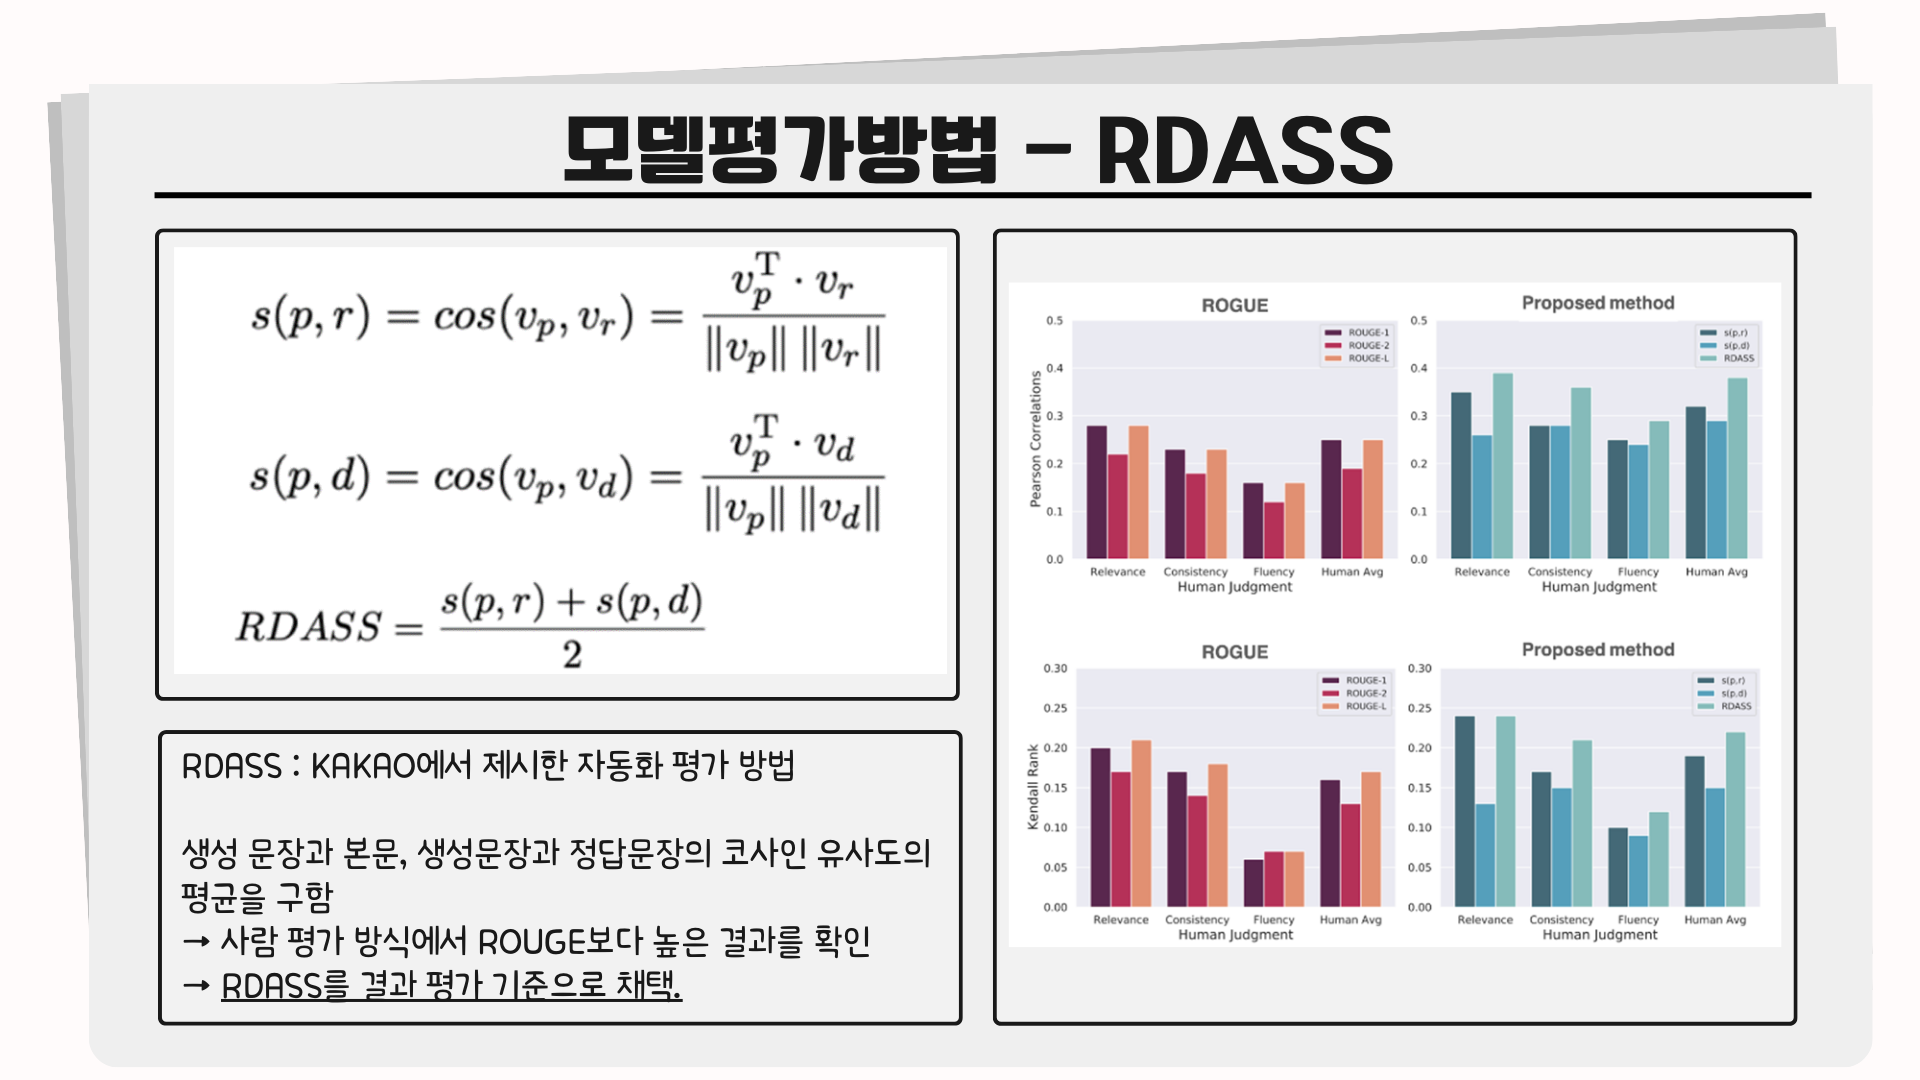 모델평가방법 - RDASS
s(p, r) = cos(v_p, v_r) = \frac{v_p^T · v_r}{||v_p|| ||v_r||}
s(p, d) = cos(v_p, v_d) = \frac{v_p^T · v_d}{||v_p|| ||v_d||}
RDASS = \frac{s(p, r) + s(p, d)}{2}
RDASS : KAKAO에서 제시한 자동화 평가 방법
생성 문장과 본문, 생성문장과 정답문장의 코사인 유사도의
평균을 구함
→ 사람 평가 방식에서 ROUGE보다 높은 결과를 확인
→ RDASS를 결과 평가 기준으로 채택.
ROGUE
0.5
0.4
0.3
0.2
0.1
0.0
Pearson Correlations
ROUGE-1
ROUGE-2
ROUGE-L
Relevance Consistency Fluency Human Avg
Human Judgment
Proposed method
0.5
0.4
0.3
0.2
0.1
0.0
s(p,r)
s(p,d)
RDASS
Relevance Consistency Fluency Human Avg
Human Judgment
ROGUE
0.30
0.25
0.20
0.15
0.10
0.05
0.00
Kendall Rank
ROUGE-1
ROUGE-2
ROUGE-L
Relevance Consistency Fluency Human Avg
Human Judgment
Proposed method
0.30
0.25
0.20
0.15
0.10
0.05
0.00
s(p,r)
s(p,d)
RDASS
Relevance Consistency Fluency Human Avg
Human Judgment